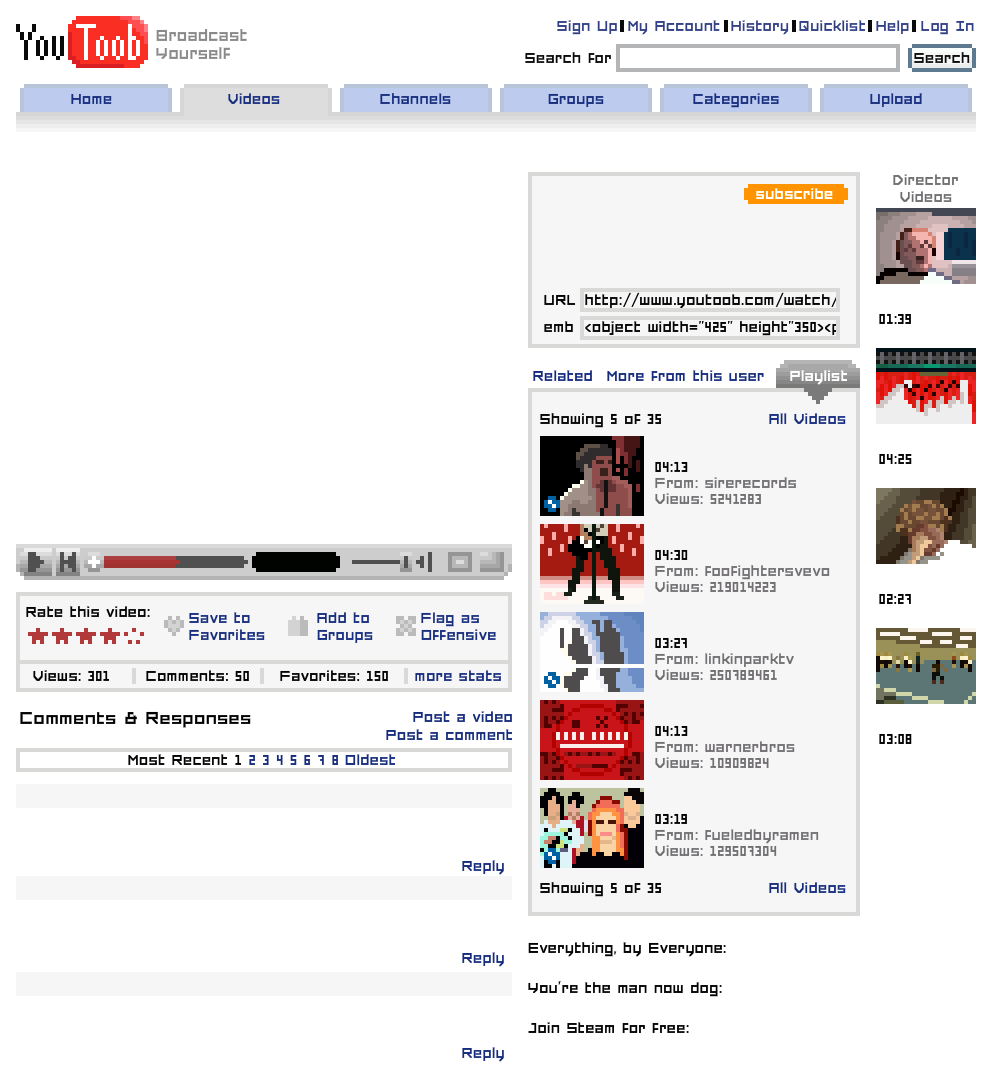 You Toob Broadcast Yourself
Sign Up My Account History Quicklist Help Log In
Search for Search
Home Videos Channels Groups Categories Upload
subscribe
URL http://www.youtoob.com/watch/
emb <object width="425" height"350><p
Director
Videos
01:39
04:25
02:27
03:08
Related More from this user Playlist
Showing 5 of 35 All Videos
04:13
From: sirerecords
Views: 5241283
04:30
From: foofightersvevo
Views: 219014223
03:27
From: linkinparktv
Views: 250789461
04:13
From: warnerbros
Views: 10909824
03:19
From: fueledbyramen
Views: 129507304
Showing 5 of 35 All Videos
Rate this video:
Save to
Favorites
Add to
Groups
Flag as
Offensive
Views: 301 Comments: 50 Favorites: 150 more stats
Comments & Responses
Post a video
Post a comment
Most Recent 1 2 3 4 5 6 7 8 Oldest
Reply
Reply
Reply
Everything, by Everyone:
You're the man now dog:
Join Steam for free: